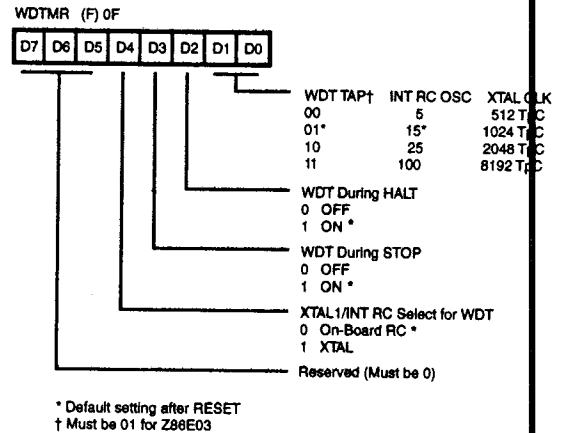 WDTMR (F) 0F
D7 D6 D5 D4 D3 D2 D1 D0
WDT TAP† INT RC OSC XTAL CLK
00 5 512 TpC
01* 15* 1024 TpC
10 25 2048 TpC
11 100 8192 TpC
WDT During HALT
0 OFF
1 ON *
WDT During STOP
0 OFF
1 ON *
XTAL1/INT RC Select for WDT
0 On-Board RC *
1 XTAL
Reserved (Must be 0)
* Default setting after RESET
† Must be 01 for Z86E03